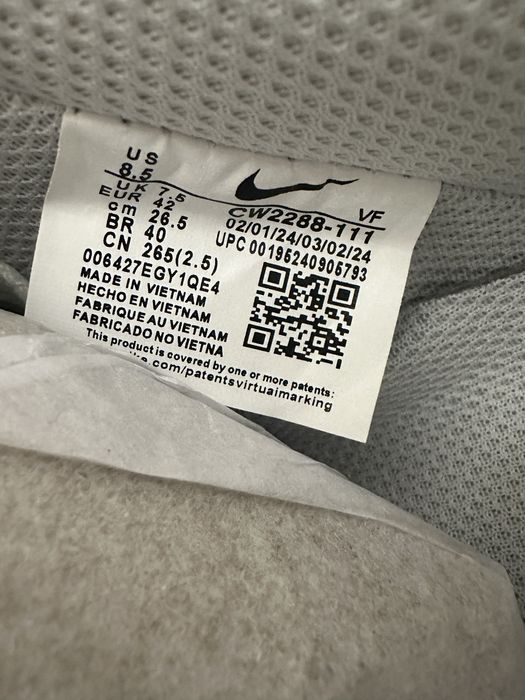 US
8.5
UK 7.5
EUR 42
cm 26.5
BR 40
CN 265(2.5)
006427EGY1QE4
MADE IN VIETNAM
HECHO EN VIETNAM
FABRIQUE AU VIETNAM
FABRICADO NO VIETNA
VF
CW2288-111
02/01/24/03/02/24
UPC 00195240905793
This product is covered by one or more patents:
ike.com/patentsvirtualmarking